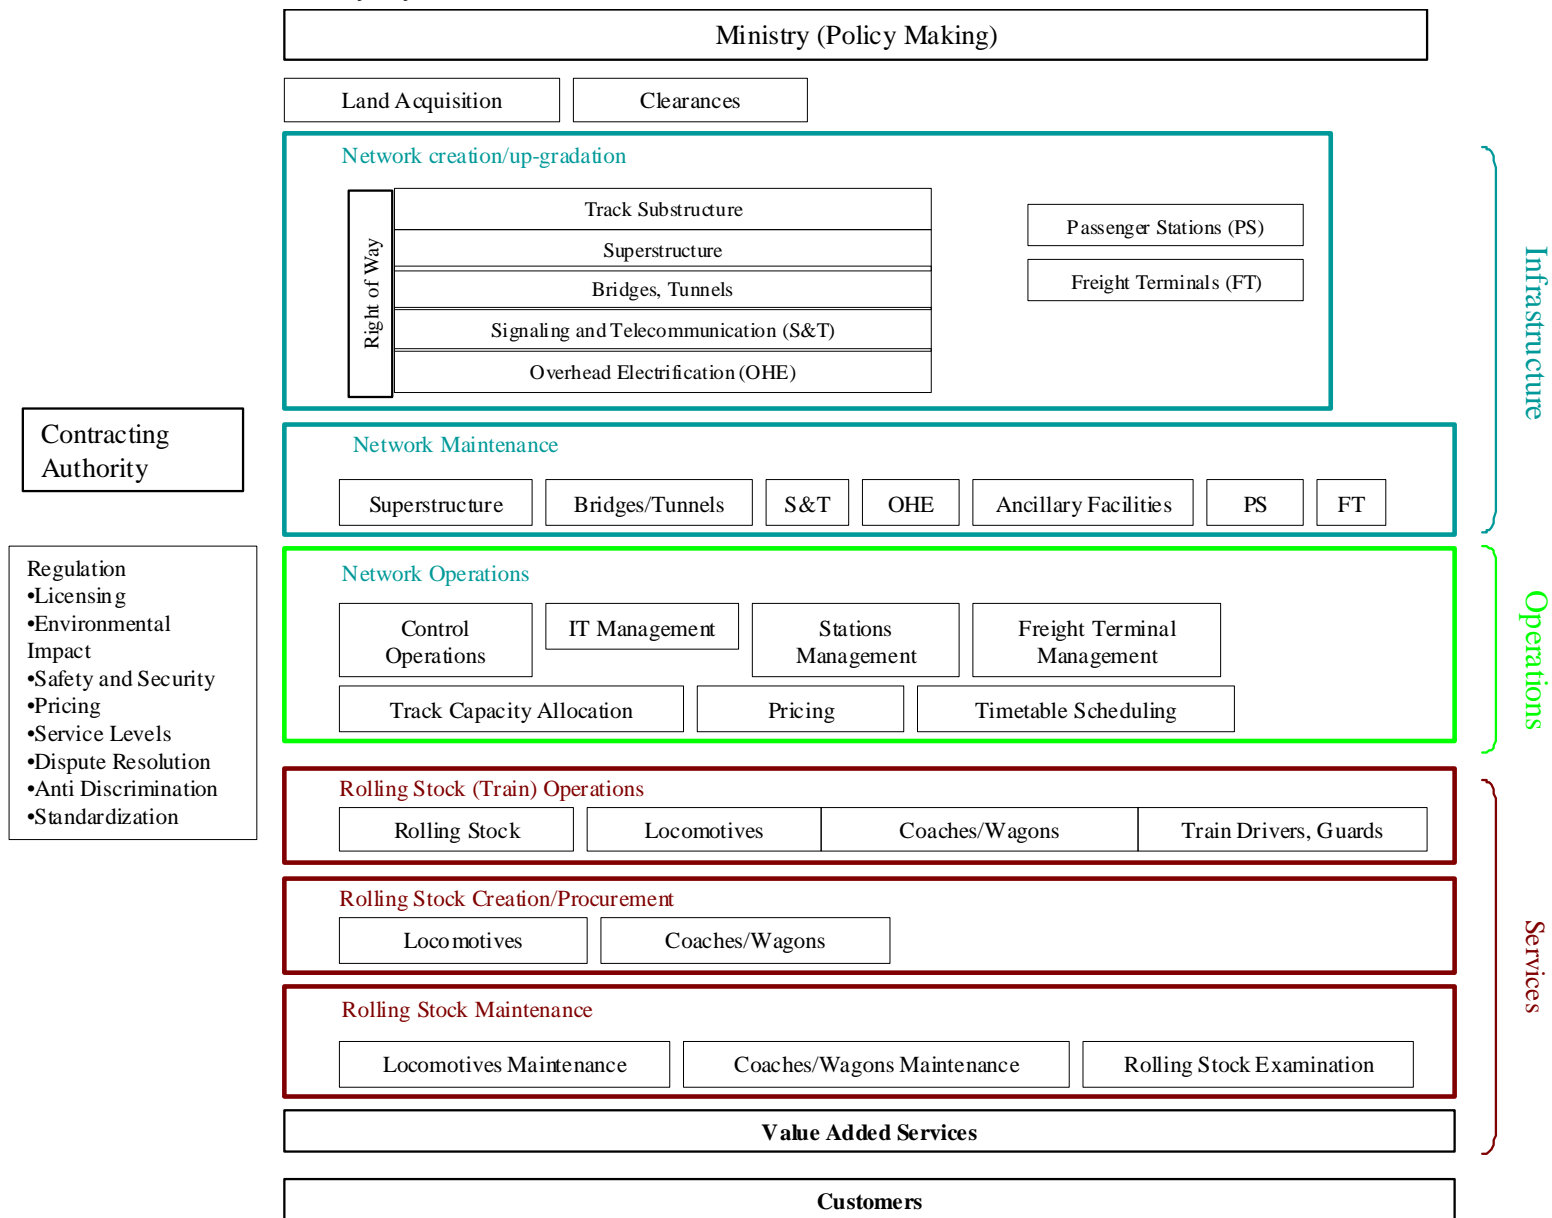 Ministry (Policy Making)
Land Acquisition
Clearances
Network creation/up-gradation
Right of Way
Track Substructure
Superstructure
Bridges, Tunnels
Signaling and Telecommunication (S&T)
Overhead Electrification (OHE)
Passenger Stations (PS)
Freight Terminals (FT)
Infrastructure
Contracting
Authority
Network Maintenance
Superstructure
Bridges/Tunnels
S&T
OHE
Ancillary Facilities
PS
FT
Regulation
•Licensing
•Environmental
Impact
•Safety and Security
•Pricing
•Service Levels
•Dispute Resolution
•Anti Discrimination
•Standardization
Network Operations
Control
Operations
IT Management
Stations
Management
Freight Terminal
Management
Track Capacity Allocation
Pricing
Timetable Scheduling
Operations
Rolling Stock (Train) Operations
Rolling Stock
Locomotives
Coaches/Wagons
Train Drivers, Guards
Rolling Stock Creation/Procurement
Locomotives
Coaches/Wagons
Services
Rolling Stock Maintenance
Locomotives Maintenance
Coaches/Wagons Maintenance
Rolling Stock Examination
Value Added Services
Customers